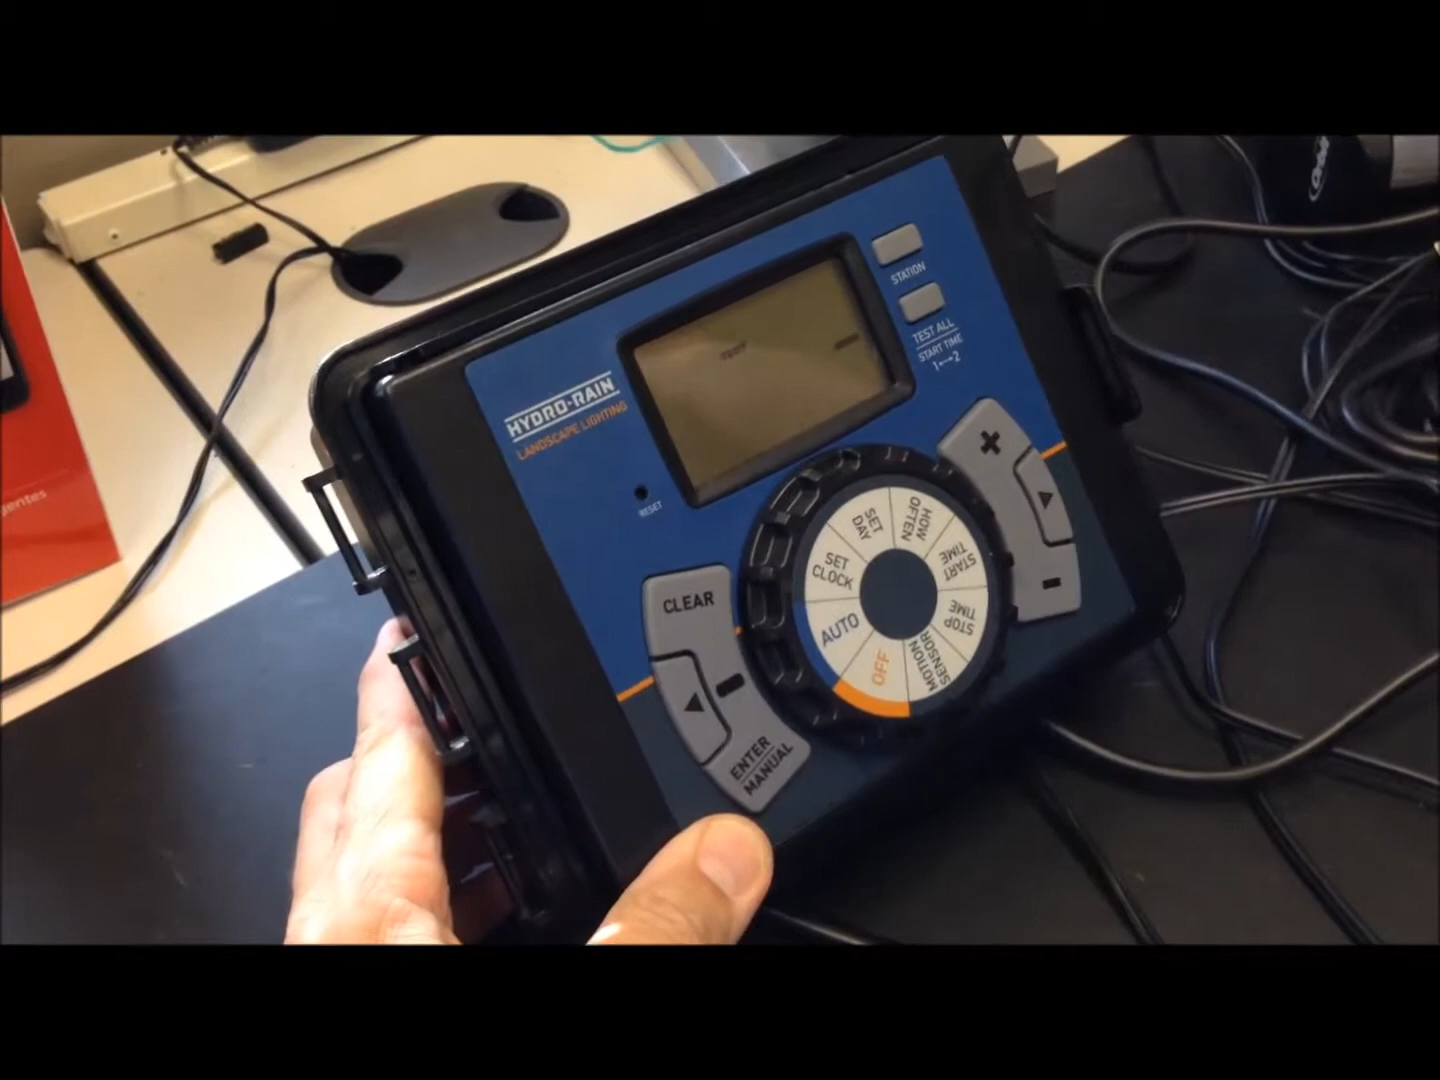 STATION
TEST ALL
START TIME
1↔2
HYDRO-RAIN
LANDSCAPE LIGHTING
RESET
+
-
CLEAR
ENTER
MANUAL
SET
CLOCK
SET
DAY
HOW
OFTEN
START
TIME
STOP
TIME
MOTION
SENSOR
OFF
AUTO
Orbit